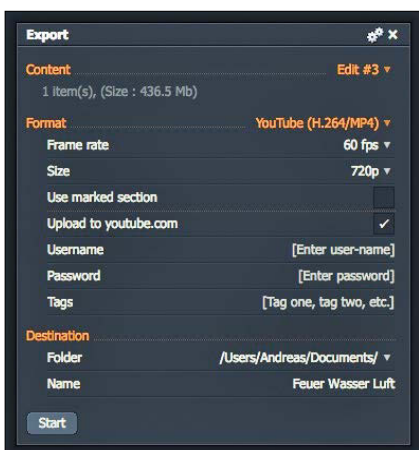 Export
Content Edit #3
1 item(s), (Size : 436.5 Mb)
Format YouTube (H.264/MP4)
Frame rate 60 fps
Size 720p
Use marked section
Upload to youtube.com
Username [Enter user-name]
Password [Enter password]
Tags [Tag one, tag two, etc.]
Destination
Folder /Users/Andreas/Documents/
Name Feuer Wasser Luft
Start